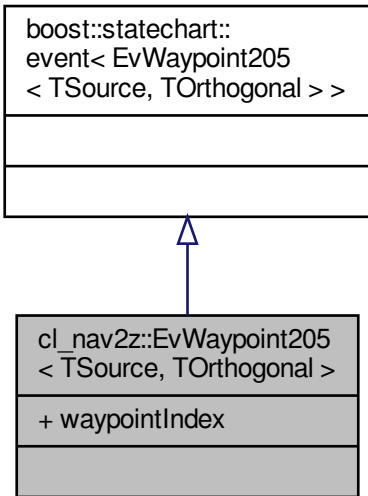 boost::statechart::
event< EvWaypoint205
< TSource, TOrthogonal > >
cl_nav2z::EvWaypoint205
< TSource, TOrthogonal >
+ waypointIndex